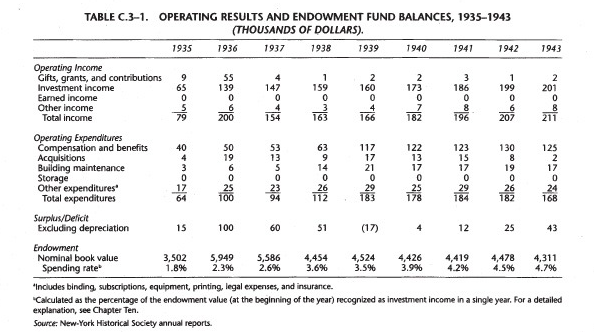 TABLE C.3–1. OPERATING RESULTS AND ENDOWMENT FUND BALANCES, 1935–1943
(THOUSANDS OF DOLLARS).
1935 1936 1937 1938 1939 1940 1941 1942 1943
Operating Income
Gifts, grants, and contributions 9 55 4 1 2 2 3 1 2
Investment income 65 139 147 159 160 173 186 199 201
Earned income 0 0 0 0 0 0 0 0 0
Other income 5 6 4 3 4 7 8 6 8
Total income 79 200 154 163 166 182 196 207 211
Operating Expenditures
Compensation and benefits 40 50 53 63 117 122 123 130 125
Acquisitions 4 19 13 9 17 13 15 8 2
Building maintenance 3 6 5 14 21 17 17 19 17
Storage 0 0 0 0 0 0 0 0 0
Other expendituresª 17 25 23 26 29 25 29 26 24
Total expenditures 64 100 94 112 183 178 184 182 168
Surplus/Deficit
Excluding depreciation 15 100 60 51 (17) 4 12 25 43
Endowment
Nominal book value 3,502 5,949 5,586 4,454 4,524 4,426 4,419 4,478 4,311
Spending rateᵇ 1.8% 2.3% 2.6% 3.6% 3.5% 3.9% 4.2% 4.5% 4.7%
ªIncludes binding, subscriptions, equipment, printing, legal expenses, and insurance.
ᵇCalculated as the percentage of the endowment value (at the beginning of the year) recognized as investment income in a single year. For a detailed
explanation, see Chapter Ten.
Source: New-York Historical Society annual reports.